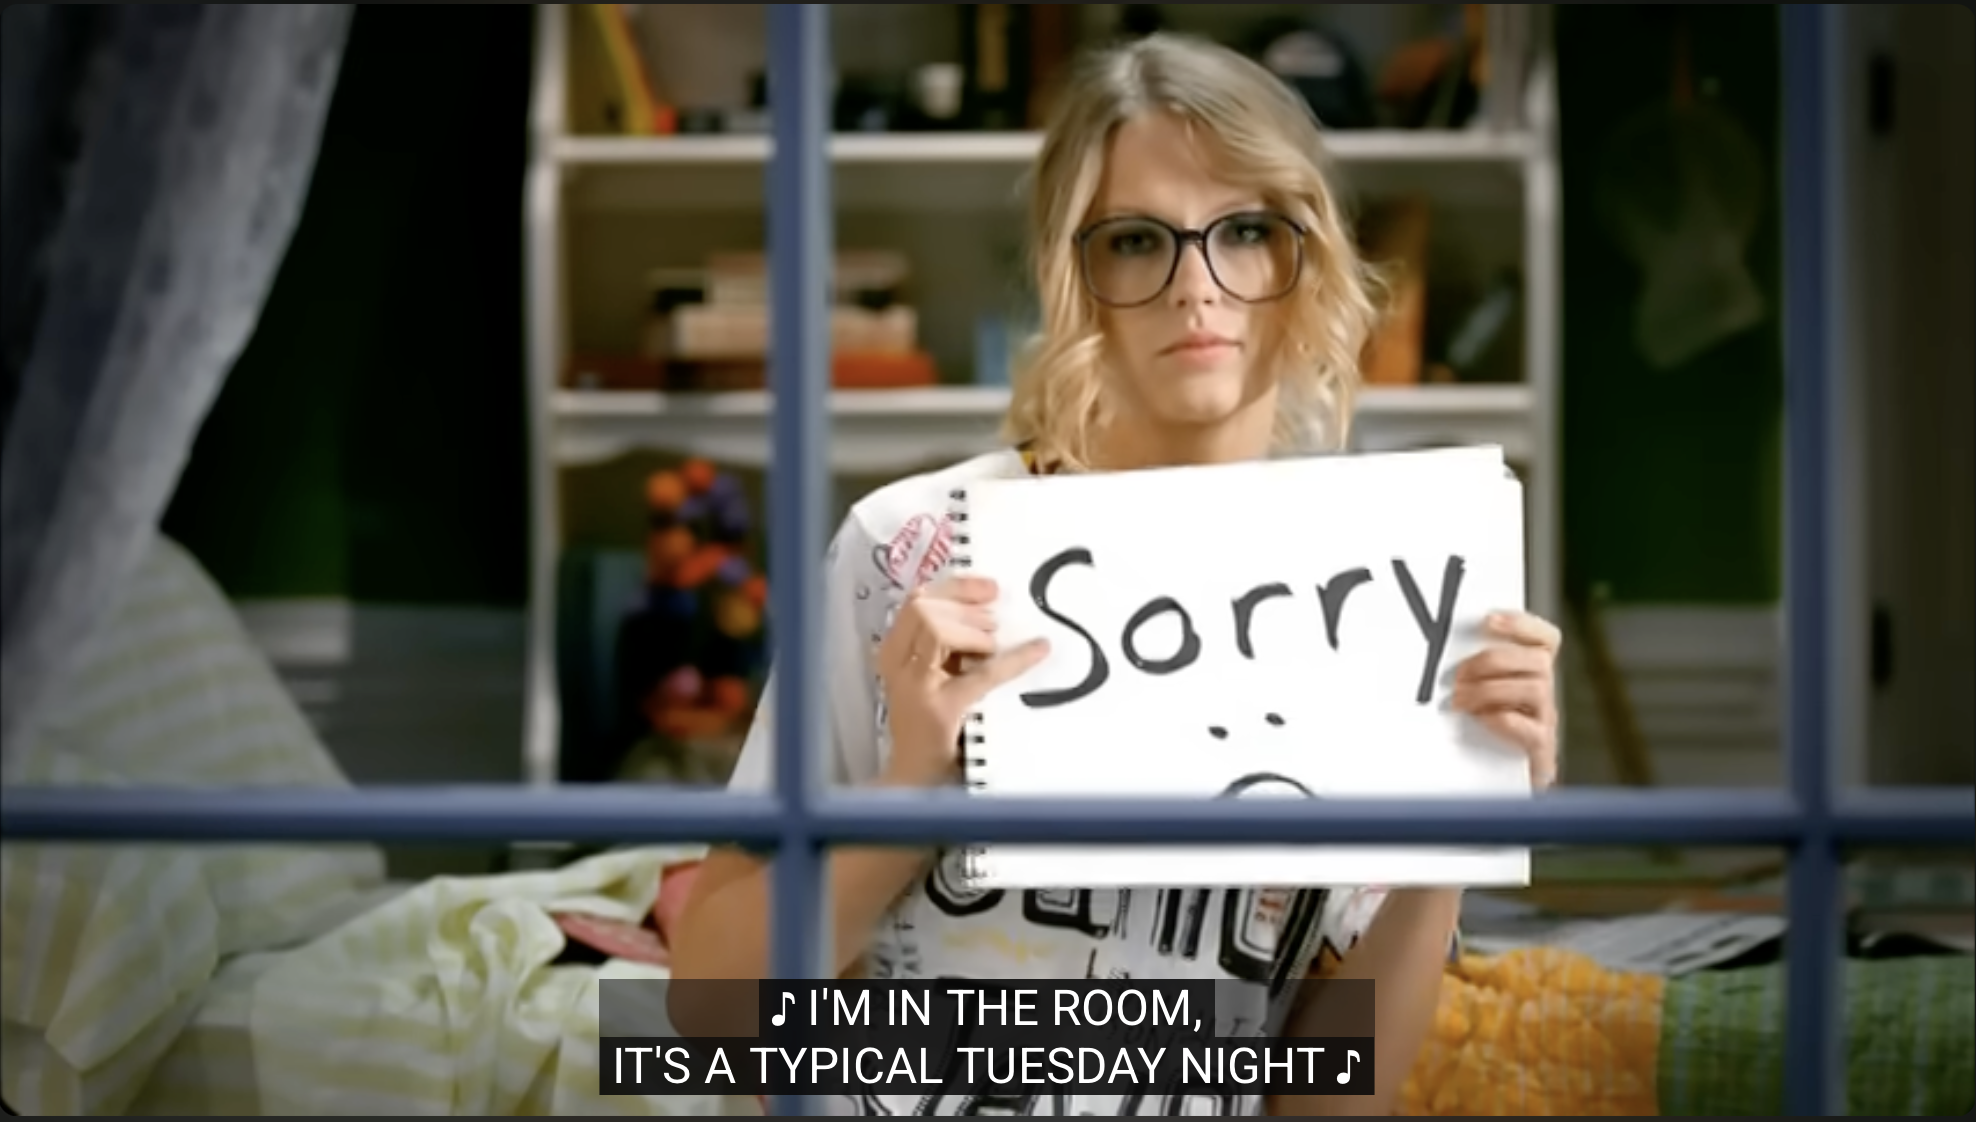 Sorry
♪ I'M IN THE ROOM,
IT'S A TYPICAL TUESDAY NIGHT ♪